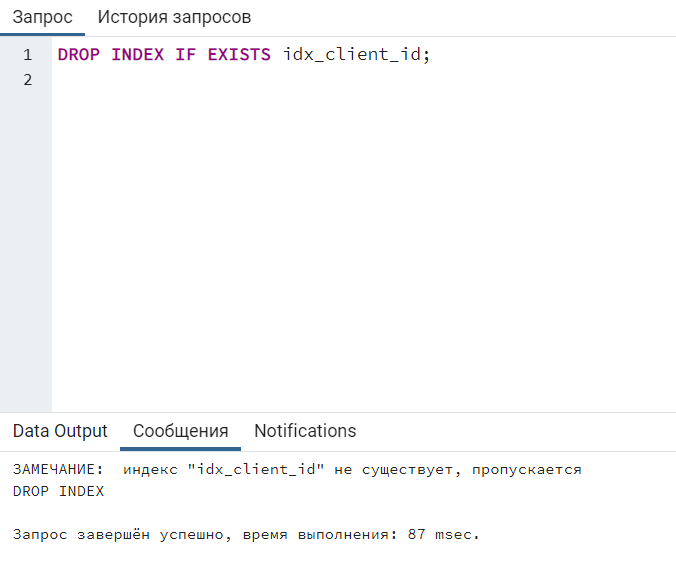 Запрос История запросов
1 DROP INDEX IF EXISTS idx_client_id;
2
Data Output Сообщения Notifications
ЗАМЕЧАНИЕ:  индекс "idx_client_id" не существует, пропускается
DROP INDEX
Запрос завершён успешно, время выполнения: 87 msec.